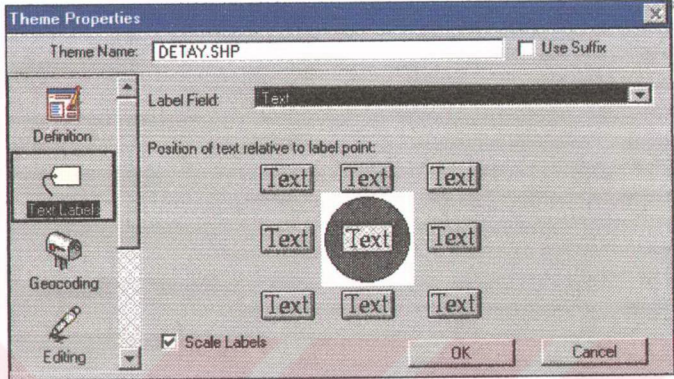 Theme Properties
Theme Name: DETAY.SHP Use Suffix
Definition
Text Labels
Geocoding
Editing
Label Field: Text
Position of text relative to label point:
Text Text Text
Text Text Text
Text Text Text
Scale Labels
OK Cancel